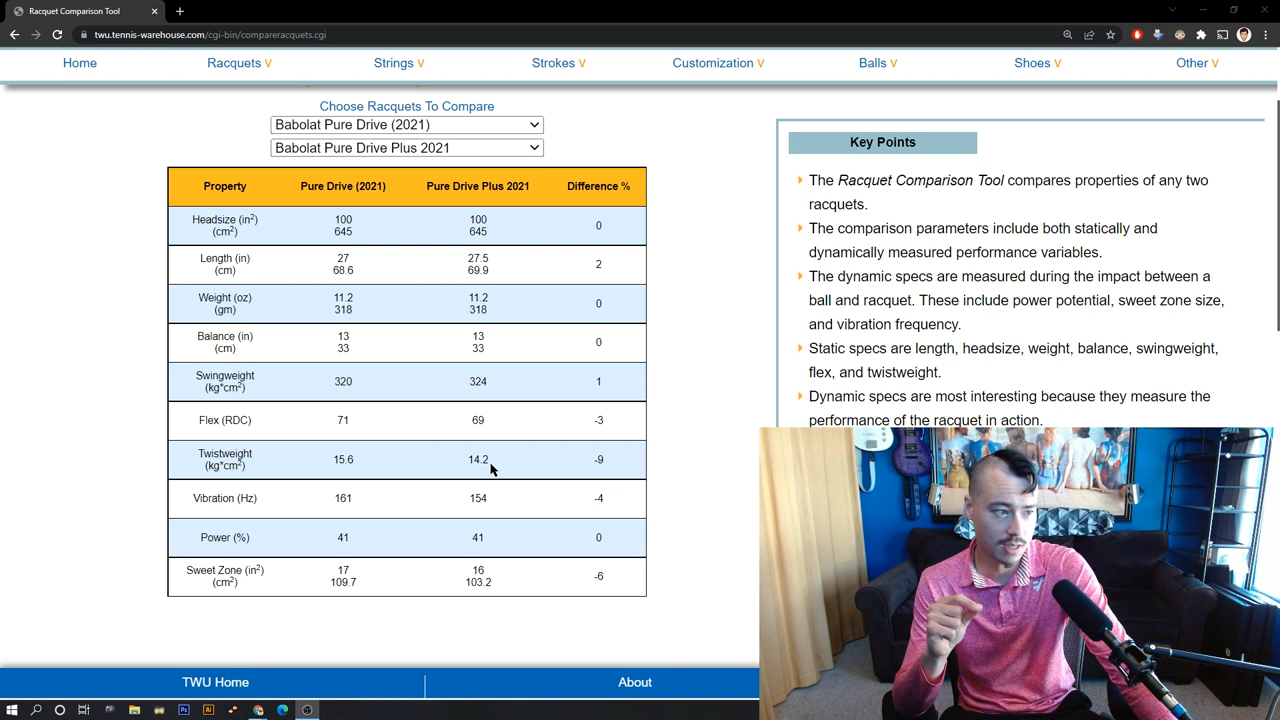 Racquet Comparison Tool
twu.tennis-warehouse.com/cgi-bin/compareracquets.cgi
Home Racquets V Strings V Strokes V Customization V Balls V Shoes V Other V
Choose Racquets To Compare
Babolat Pure Drive (2021)
Babolat Pure Drive Plus 2021
Property Pure Drive (2021) Pure Drive Plus 2021 Difference %
Headsize (in²) 100 100 0
(cm²) 645 645
Length (in) 27 27.5 2
(cm) 68.6 69.9
Weight (oz) 11.2 11.2 0
(gm) 318 318
Balance (in) 13 13 0
(cm) 33 33
Swingweight 320 324 1
(kg*cm²)
Flex (RDC) 71 69 -3
Twistweight 15.6 14.2 -9
(kg*cm²)
Vibration (Hz) 161 154 -4
Power (%) 41 41 0
Sweet Zone (in²) 17 16 -6
(cm²) 109.7 103.2
Key Points
The Racquet Comparison Tool compares properties of any two
racquets.
The comparison parameters include both statically and
dynamically measured performance variables.
The dynamic specs are measured during the impact between a
ball and racquet. These include power potential, sweet zone size,
and vibration frequency.
Static specs are length, headsize, weight, balance, swingweight,
flex, and twistweight.
Dynamic specs are most interesting because they measure the
performance of the racquet in action.
TWU Home About